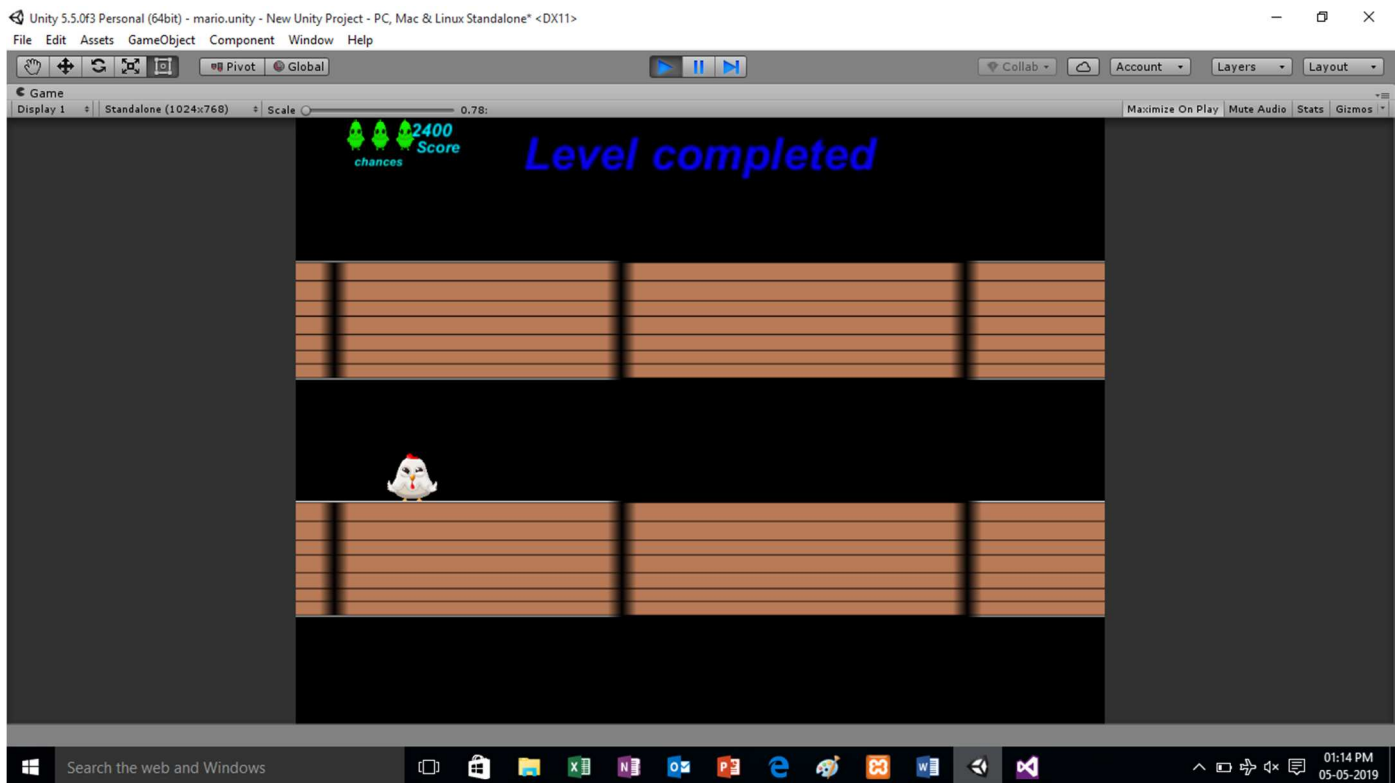 Unity 5.5.0f3 Personal (64bit) - mario.unity - New Unity Project - PC, Mac & Linux Standalone* <DX11>
File Edit Assets GameObject Component Window Help
Pivot Global Collab Account Layers Layout
Game
Display 1 Standalone (1024x768) Scale 0.78: Maximize On Play Mute Audio Stats Gizmos
2400
Score
chances
Level completed
Search the web and Windows
01:14 PM
05-05-2019